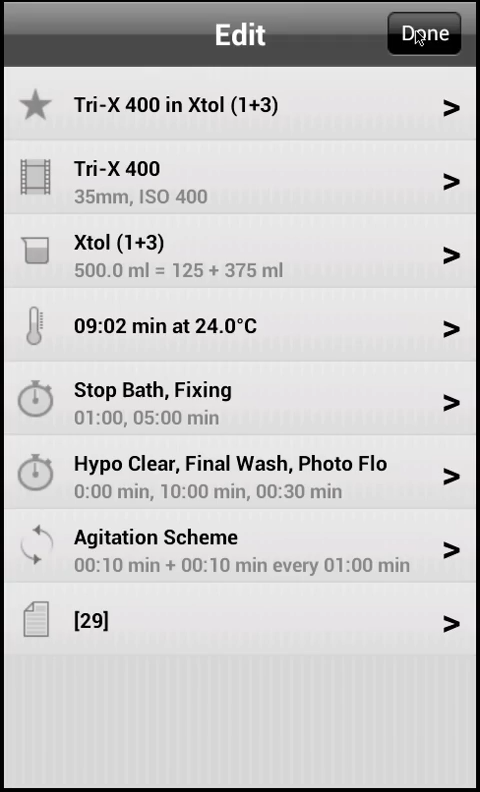 Edit
Done
Tri-X 400 in Xtol (1+3)
>
Tri-X 400
35mm, ISO 400
>
Xtol (1+3)
500.0 ml = 125 + 375 ml
>
09:02 min at 24.0°C
>
Stop Bath, Fixing
01:00, 05:00 min
>
Hypo Clear, Final Wash, Photo Flo
0:00 min, 10:00 min, 00:30 min
>
Agitation Scheme
00:10 min + 00:10 min every 01:00 min
>
[29]
>